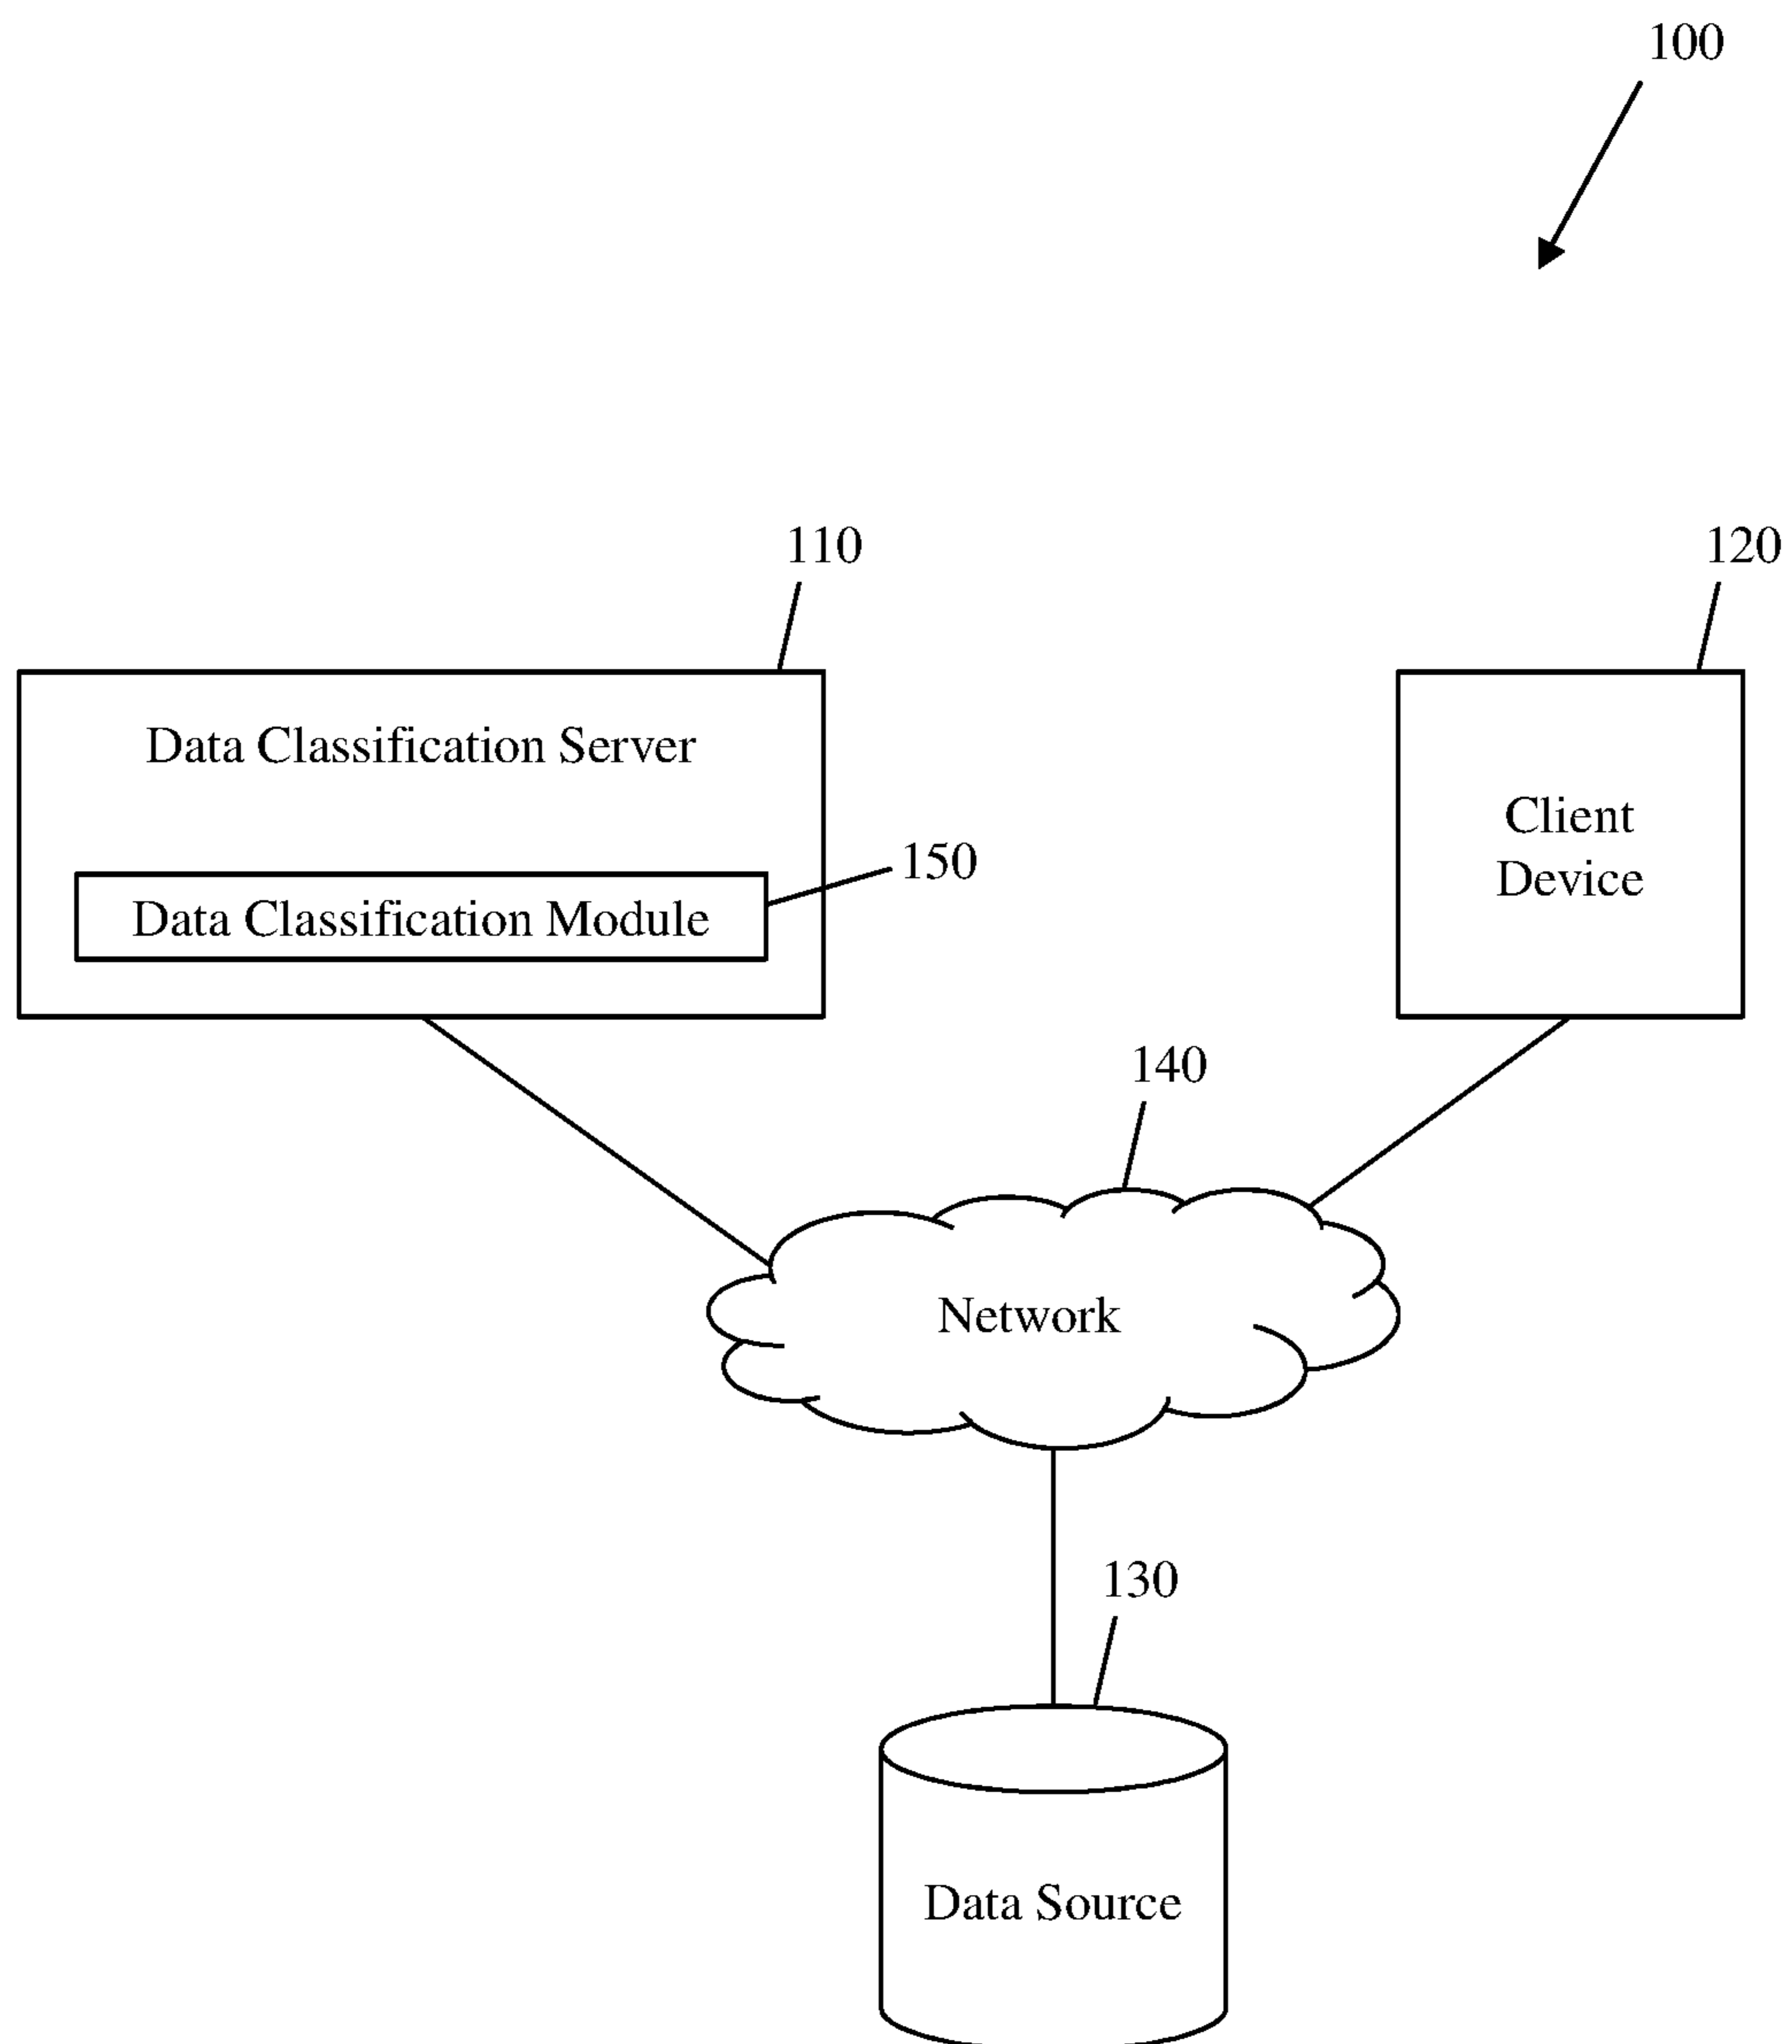 100
110
120
Data Classification Server
Client
Device
150
Data Classification Module
140
Network
130
Data Source